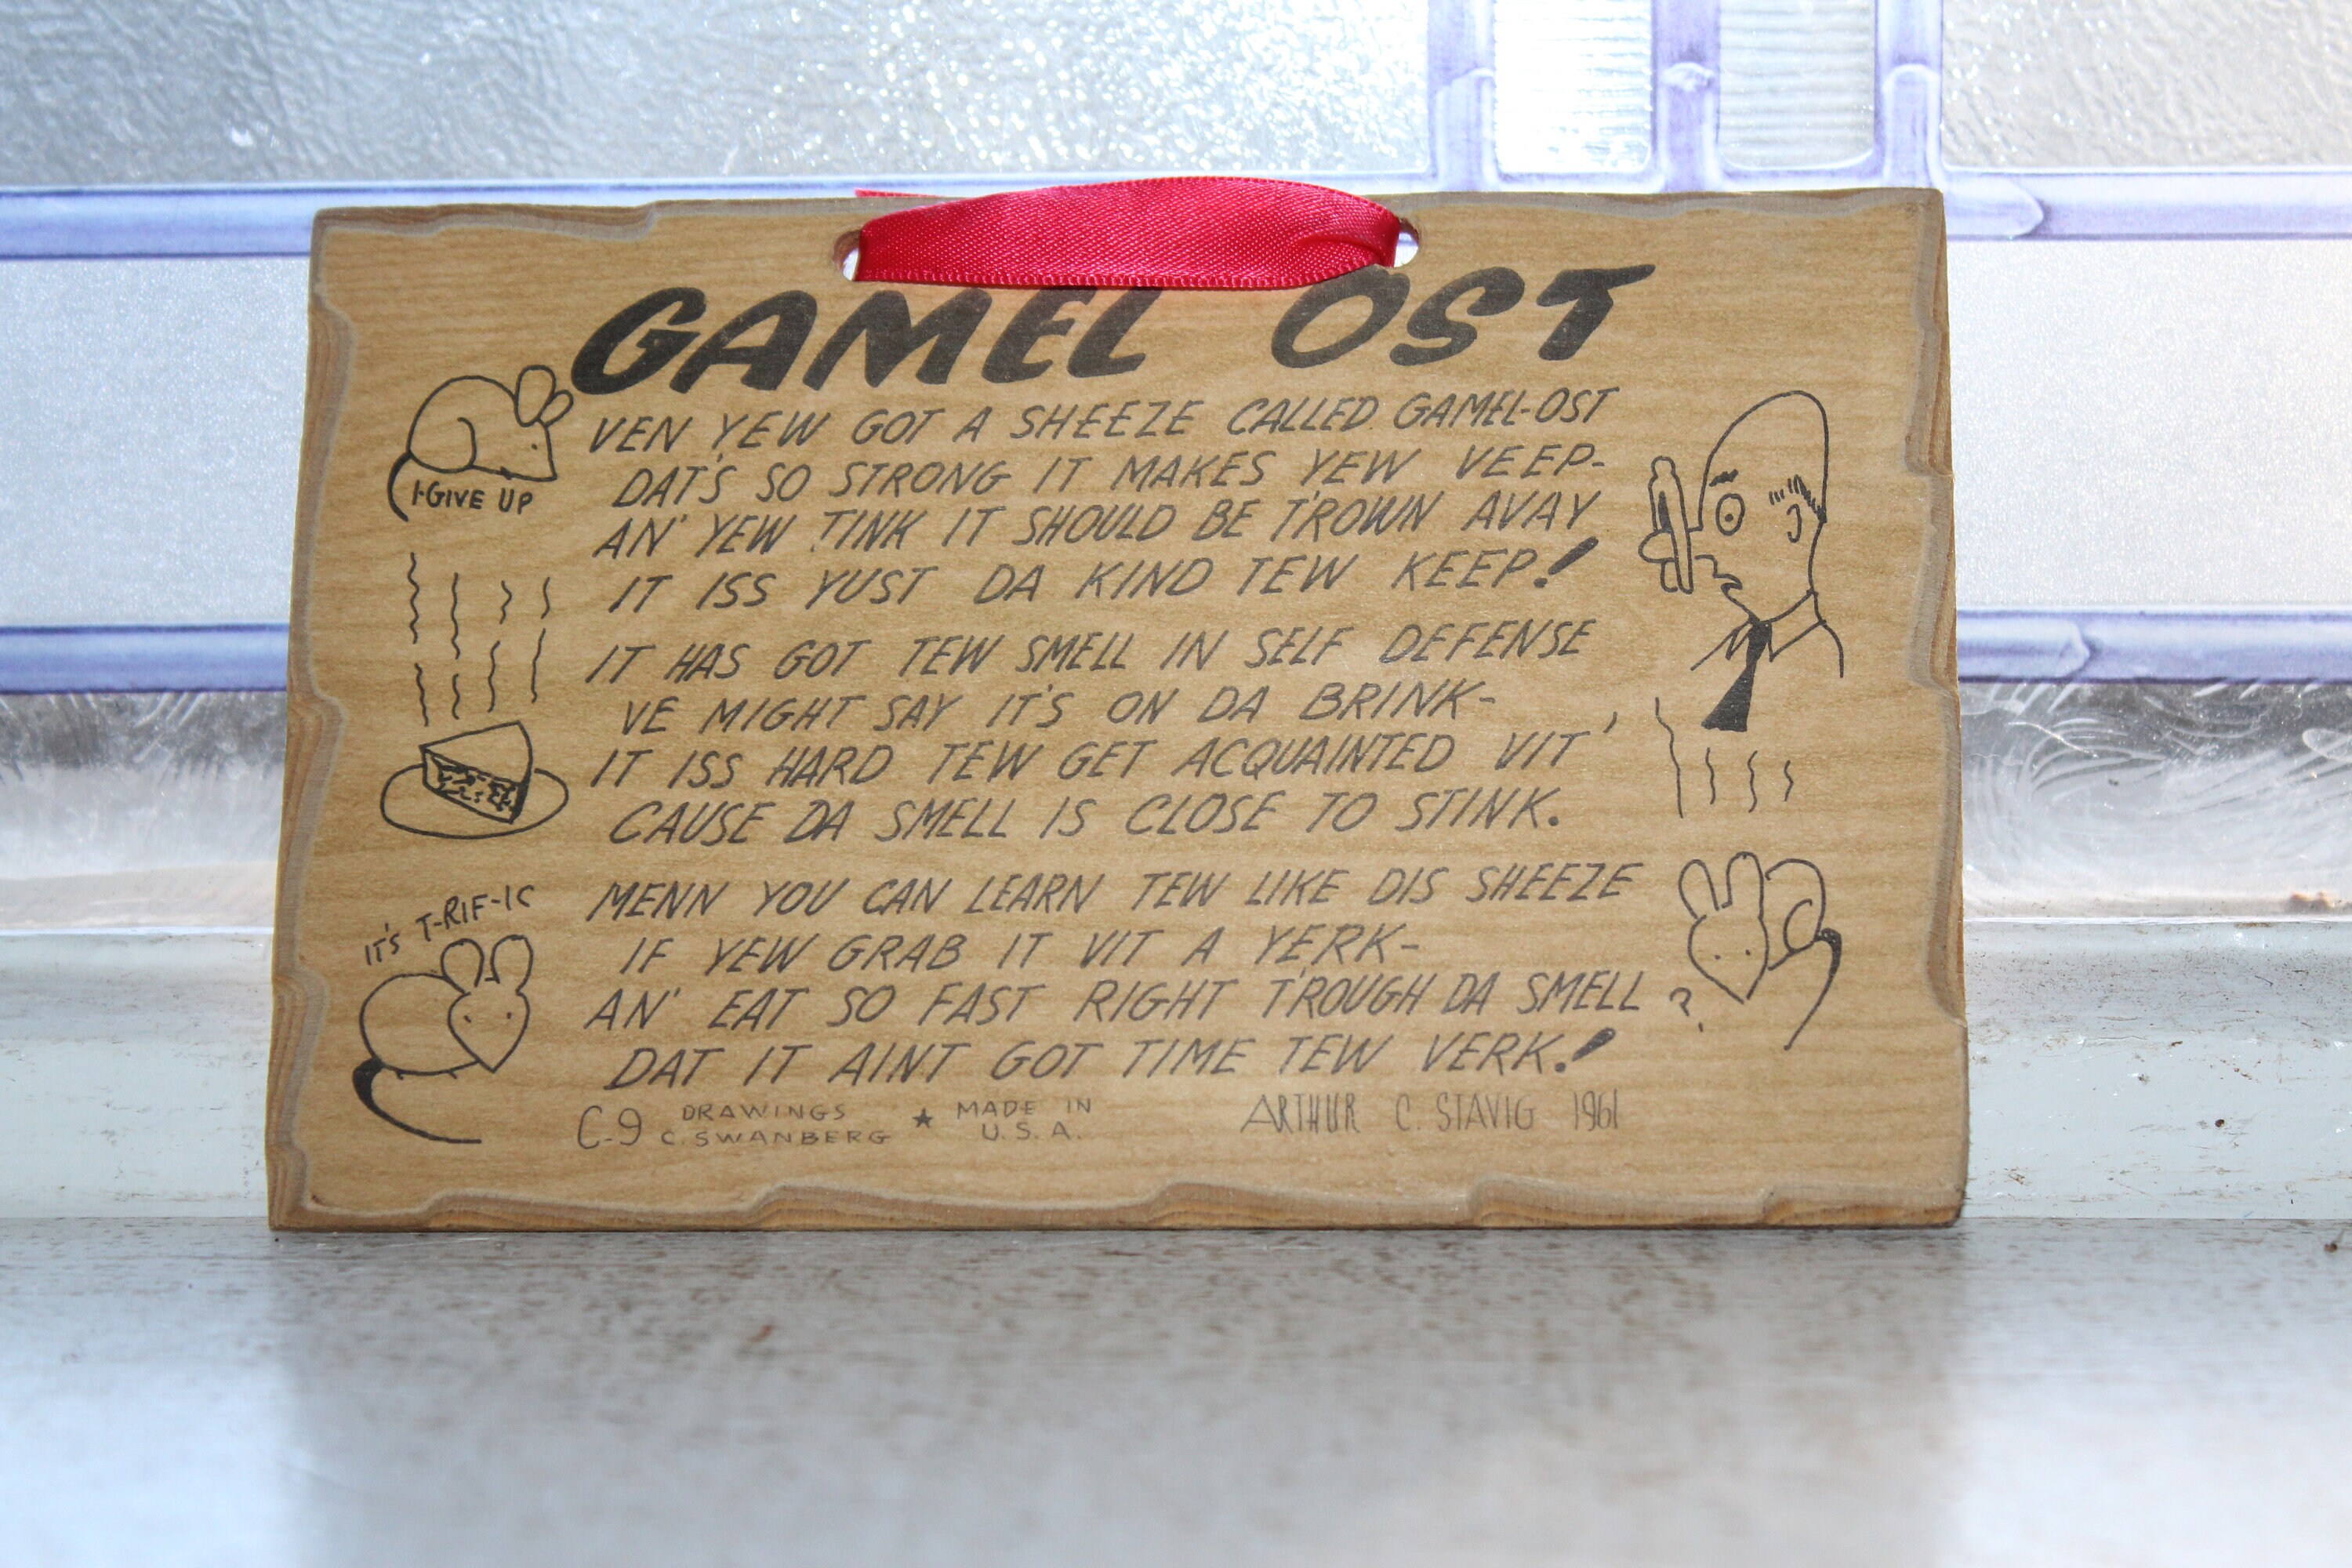 GAMEL OST
VEN YEW GOT A SHEEZE CALLED GAMEL-OST
DAT'S SO STRONG IT MAKES YEW VEEP-
AN' YEW TINK IT SHOULD BE T'ROWN AVAY
IT ISS YUST DA KIND TEW KEEP!
I GIVE UP
IT HAS GOT TEW SMELL IN SELF DEFENSE
VE MIGHT SAY IT'S ON DA BRINK-
IT ISS HARD TEW GET ACQUAINTED VIT'
CAUSE DA SMELL IS CLOSE TO STINK.
MENN YOU CAN LEARN TEW LIKE DIS SHEEZE
IF YEW GRAB IT VIT A YERK-
AN' EAT SO FAST RIGHT T'ROUGH DA SMELL
DAT IT AINT GOT TIME TEW VERK!
IT'S T-RIF-IC
?
C-9 DRAWINGS C. SWANBERG ★ MADE IN U.S.A. ARTHUR C. STAVIG 1961